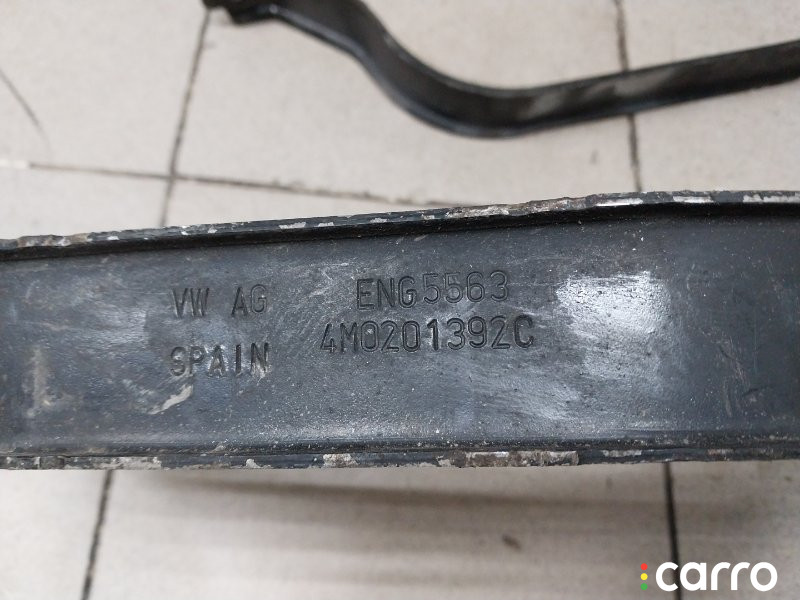 VW AG ENG5563
SPAIN 4M0201392C
carro